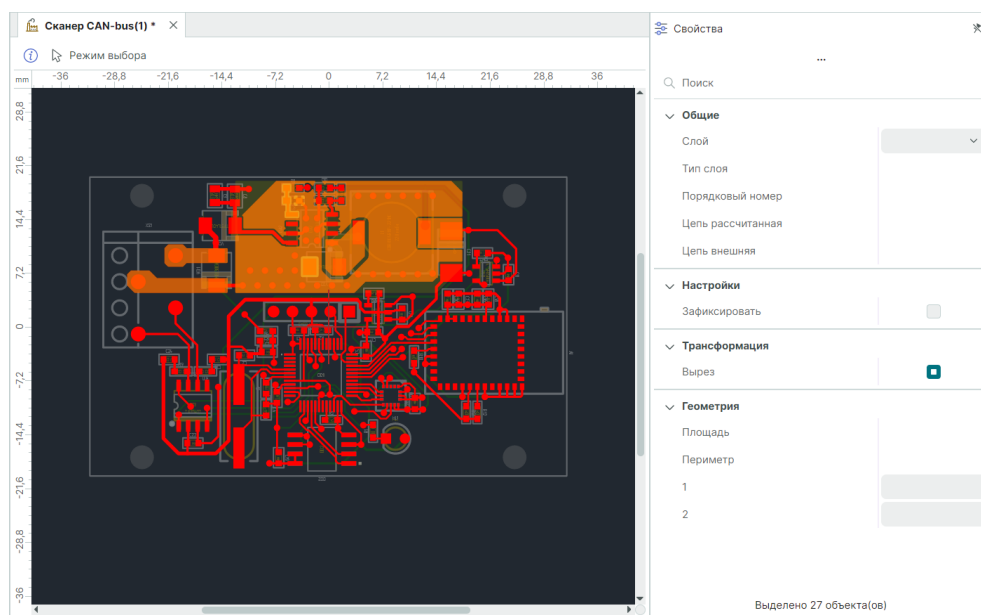 Сканер CAN-bus(1) *
Режим выбора
mm -36 -28,8 -21,6 -14,4 -7,2 0 7,2 14,4 21,6 28,8 36
28,8
21,6
14,4
7,2
0
-7,2
-14,4
-21,6
-28,8
-36
Свойства
...
Поиск
Общие
Слой
Тип слоя
Порядковый номер
Цепь рассчитанная
Цепь внешняя
Настройки
Зафиксировать
Трансформация
Вырез
Геометрия
Площадь
Периметр
1
2
Выделено 27 объекта(ов)